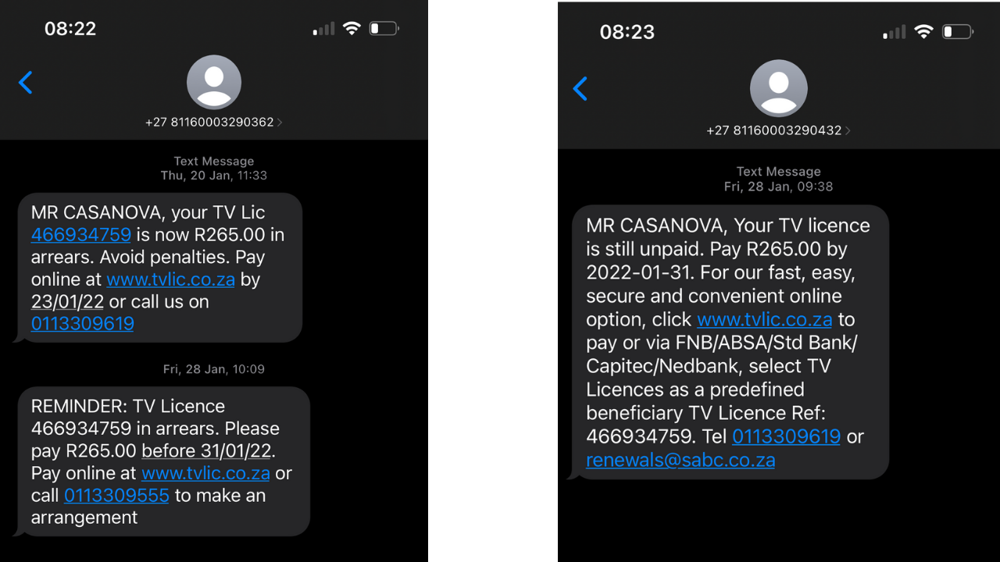 08:22
+27 81160003290362
Text Message
Thu, 20 Jan, 11:33
MR CASANOVA, your TV Lic
466934759 is now R265.00 in
arrears. Avoid penalties. Pay
online at www.tvlic.co.za by
23/01/22 or call us on
0113309619
Fri, 28 Jan, 10:09
REMINDER: TV Licence
466934759 in arrears. Please
pay R265.00 before 31/01/22.
Pay online at www.tvlic.co.za or
call 0113309555 to make an
arrangement
08:23
+27 81160003290432
Text Message
Fri, 28 Jan, 09:38
MR CASANOVA, Your TV licence
is still unpaid. Pay R265.00 by
2022-01-31. For our fast, easy,
secure and convenient online
option, click www.tvlic.co.za to
pay or via FNB/ABSA/Std Bank/
Capitec/Nedbank, select TV
Licences as a predefined
beneficiary TV Licence Ref:
466934759. Tel 0113309619 or
renewals@sabc.co.za